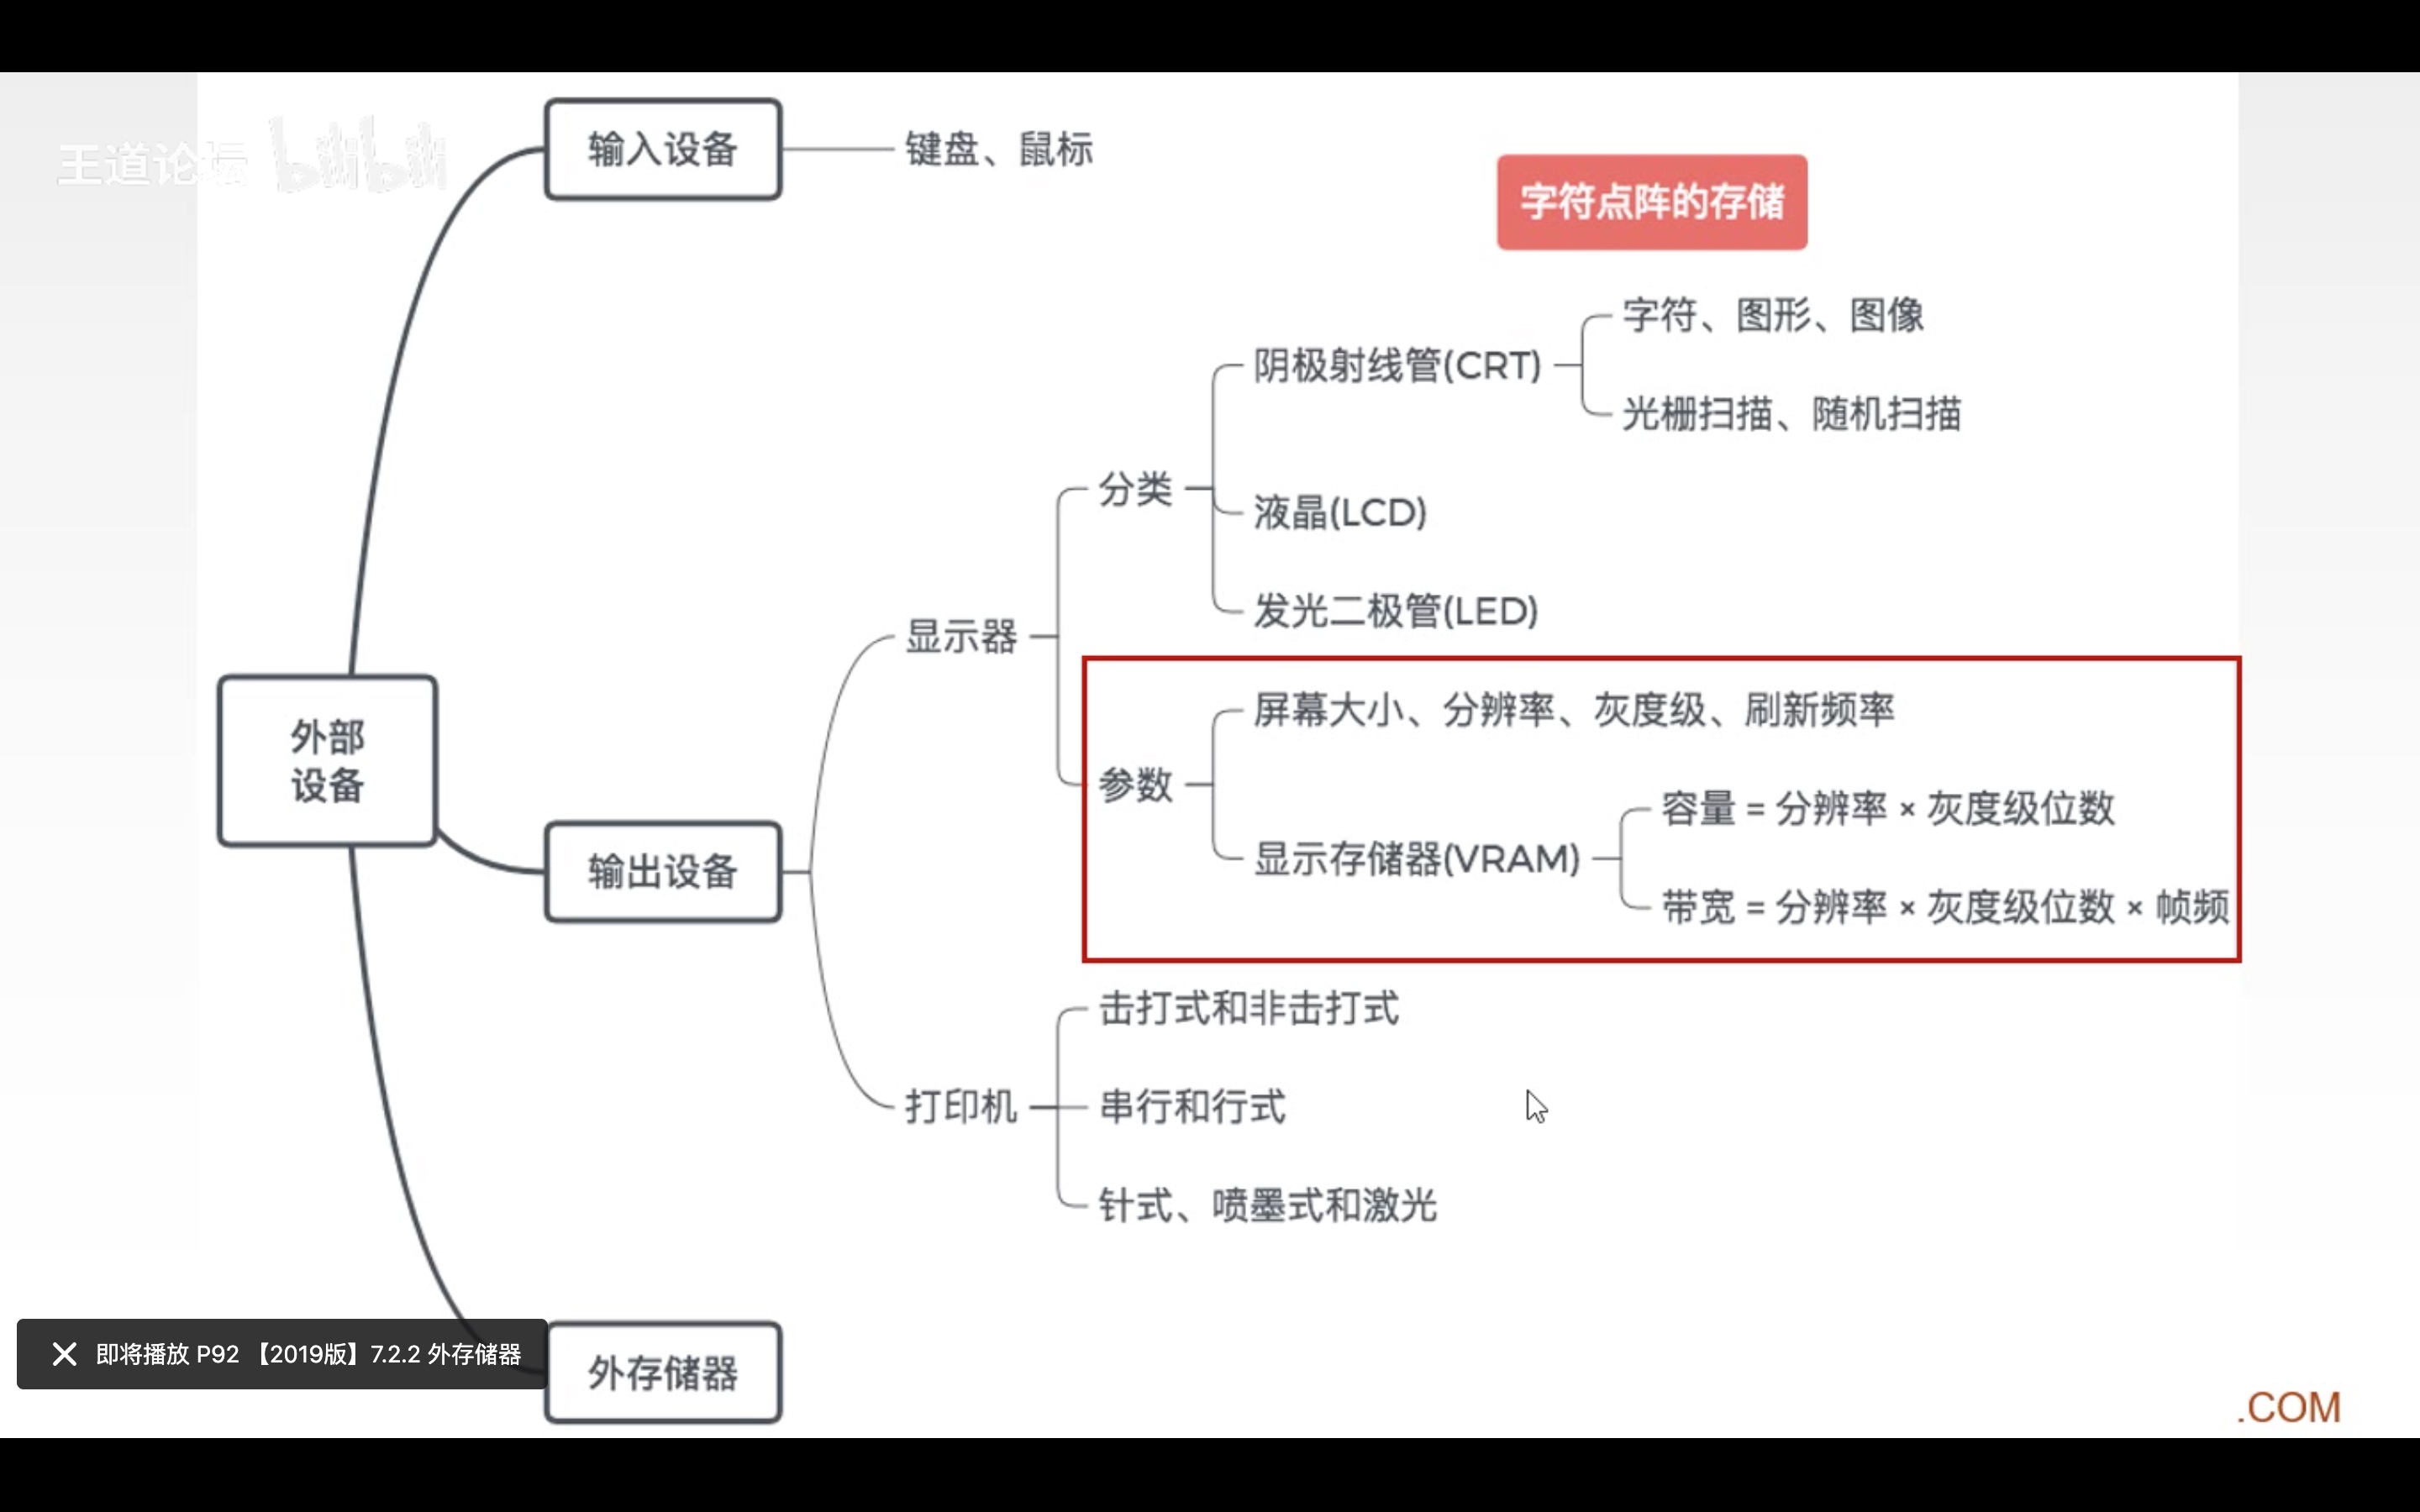 王道论坛 bilibili
输入设备
键盘、鼠标
字符点阵的存储
字符、图形、图像
阴极射线管(CRT)
光栅扫描、随机扫描
分类
液晶(LCD)
发光二极管(LED)
显示器
屏幕大小、分辨率、灰度级、刷新频率
外部
设备
参数
容量 = 分辨率 × 灰度级位数
显示存储器(VRAM)
输出设备
带宽 = 分辨率 × 灰度级位数 × 帧频
击打式和非击打式
打印机
串行和行式
针式、喷墨式和激光
即将播放 P92 【2019版】7.2.2 外存储器
外存储器
.COM